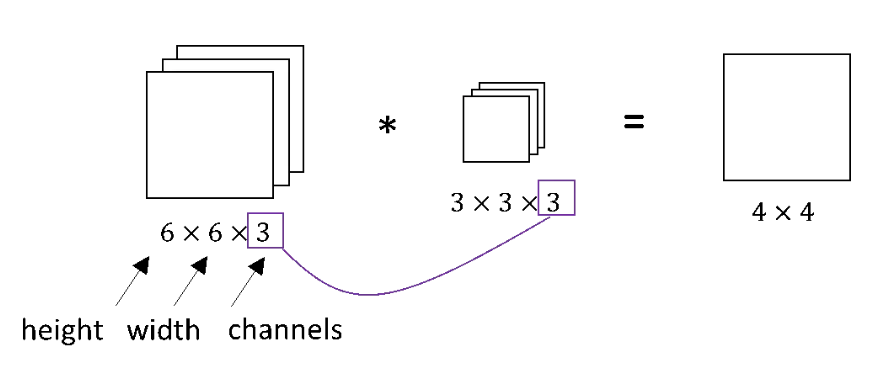 * =
3 × 3 × 3
4 × 4
6 × 6 × 3
height width channels